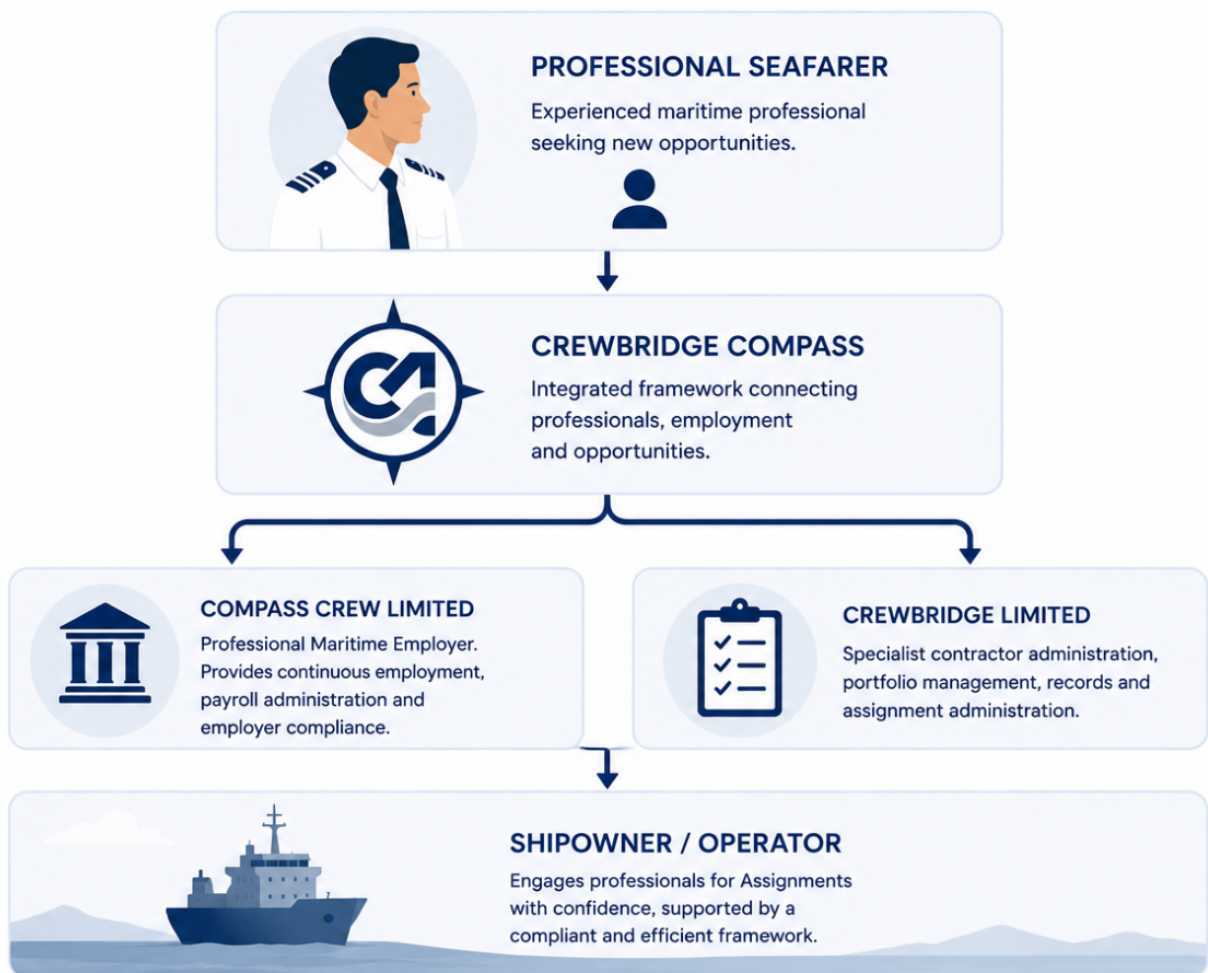 PROFESSIONAL SEAFARER
Experienced maritime professional
seeking new opportunities.
CREWBRIDGE COMPASS
Integrated framework connecting
professionals, employment
and opportunities.
COMPASS CREW LIMITED
Professional Maritime Employer.
Provides continuous employment,
payroll administration and
employer compliance.
CREWBRIDGE LIMITED
Specialist contractor administration,
portfolio management, records and
assignment administration.
SHIPOWNER / OPERATOR
Engages professionals for Assignments
with confidence, supported by a
compliant and efficient framework.